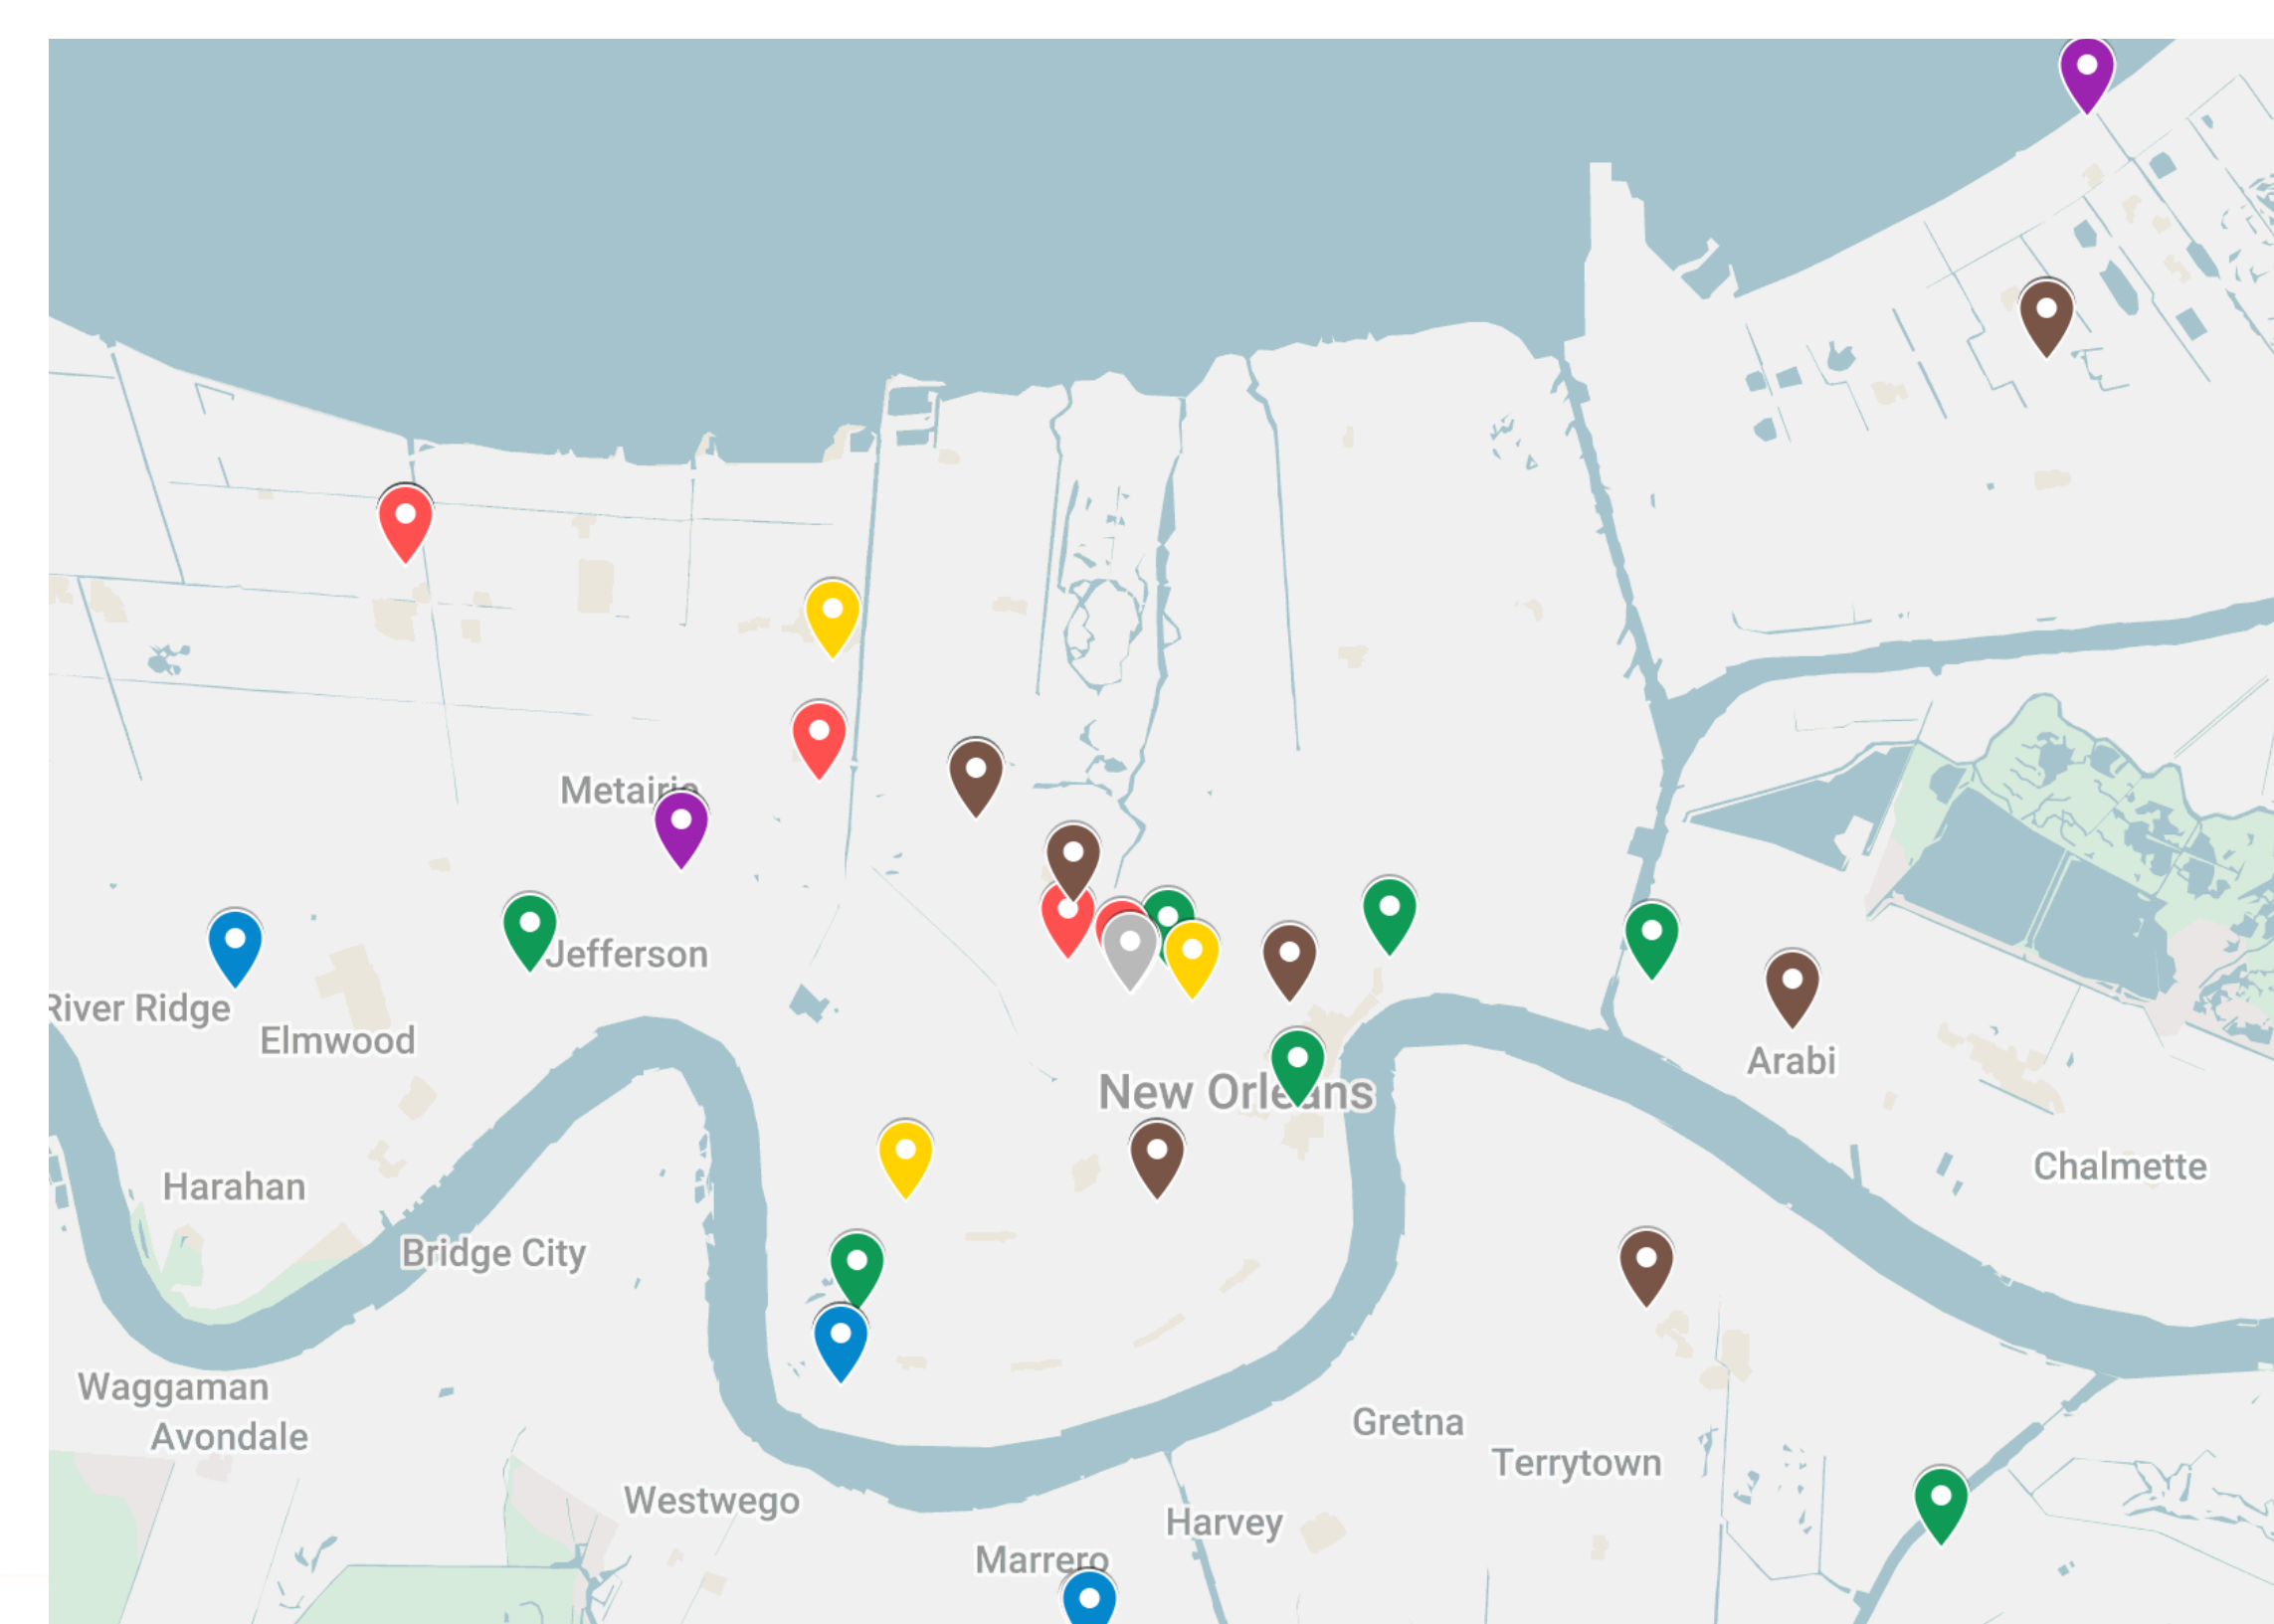 Metairie
Jefferson
River Ridge
Elmwood
Arabi
New Orleans
Chalmette
Harahan
Bridge City
Waggaman
Avondale
Gretna
Terrytown
Westwego
Harvey
Marrero